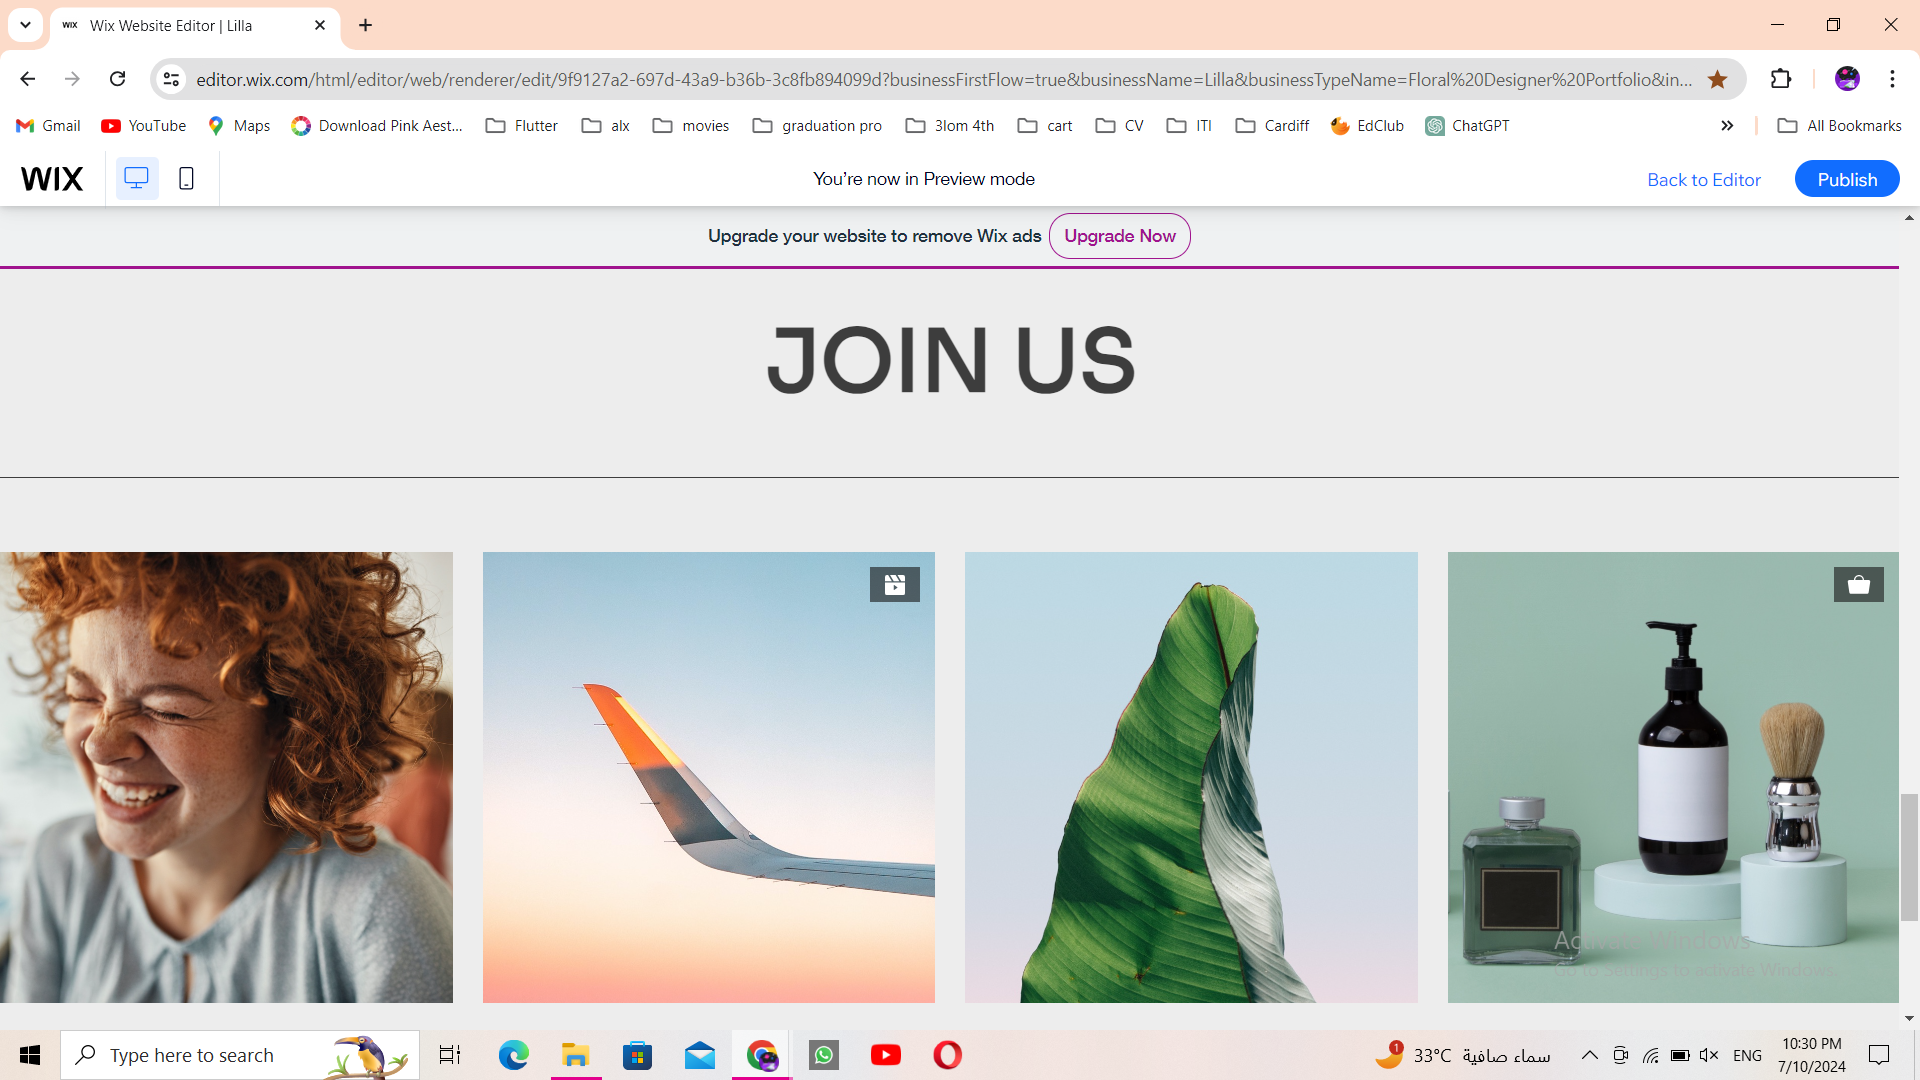 WIX Wix Website Editor | Lilla
editor.wix.com/html/editor/web/renderer/edit/9f9127a2-697d-43a9-b36b-3c8fb894099d?businessFirstFlow=true&businessName=Lilla&businessTypeName=Floral%20Designer%20Portfolio&in...
Gmail YouTube Maps Download Pink Aest... Flutter alx movies graduation pro 3lom 4th cart CV ITI Cardiff EdClub ChatGPT » All Bookmarks
WIX You're now in Preview mode Back to Editor Publish
Upgrade your website to remove Wix ads Upgrade Now
JOIN US
Activate Windows
Go to Settings to activate Windows.
Type here to search 1 33°C سماء صافية ENG 10:30 PM
7/10/2024